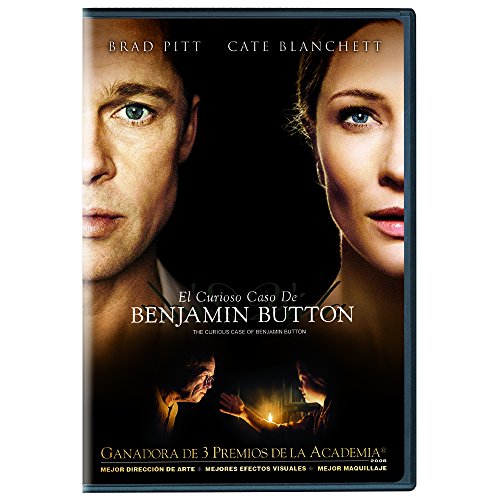 BRAD PITT CATE BLANCHETT
El Curioso Caso De
BENJAMIN BUTTON
THE CURIOUS CASE OF BENJAMIN BUTTON
GANADORA DE 3 PREMIOS DE LA ACADEMIA®
2008
MEJOR DIRECCIÓN DE ARTE + MEJORES EFECTOS VISUALES + MEJOR MAQUILLAJE